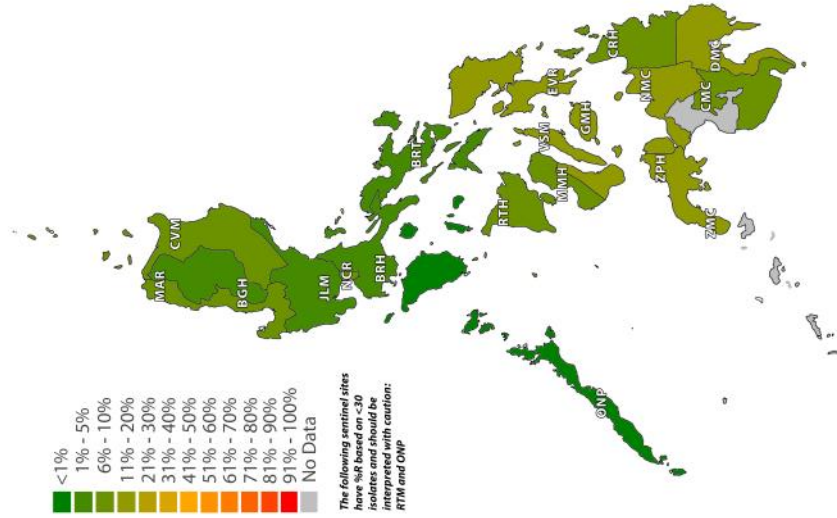 <1%
1% - 5%
6% - 10%
11% - 20%
21% - 30%
31% - 40%
41% - 50%
51% - 60%
61% - 70%
71% - 80%
81% - 90%
91% - 100%
No Data
The following sentinel sites
have %R based on <30
isolates and should be
interpreted with caution:
RTM and ONP
MAR
CVM
BGH
JLM
NCR
BRH
BRT
ONP
RTH
MMH
VSM
GMH
EVR
ZMC
ZPH
NMC
CMC
CRH
DMC